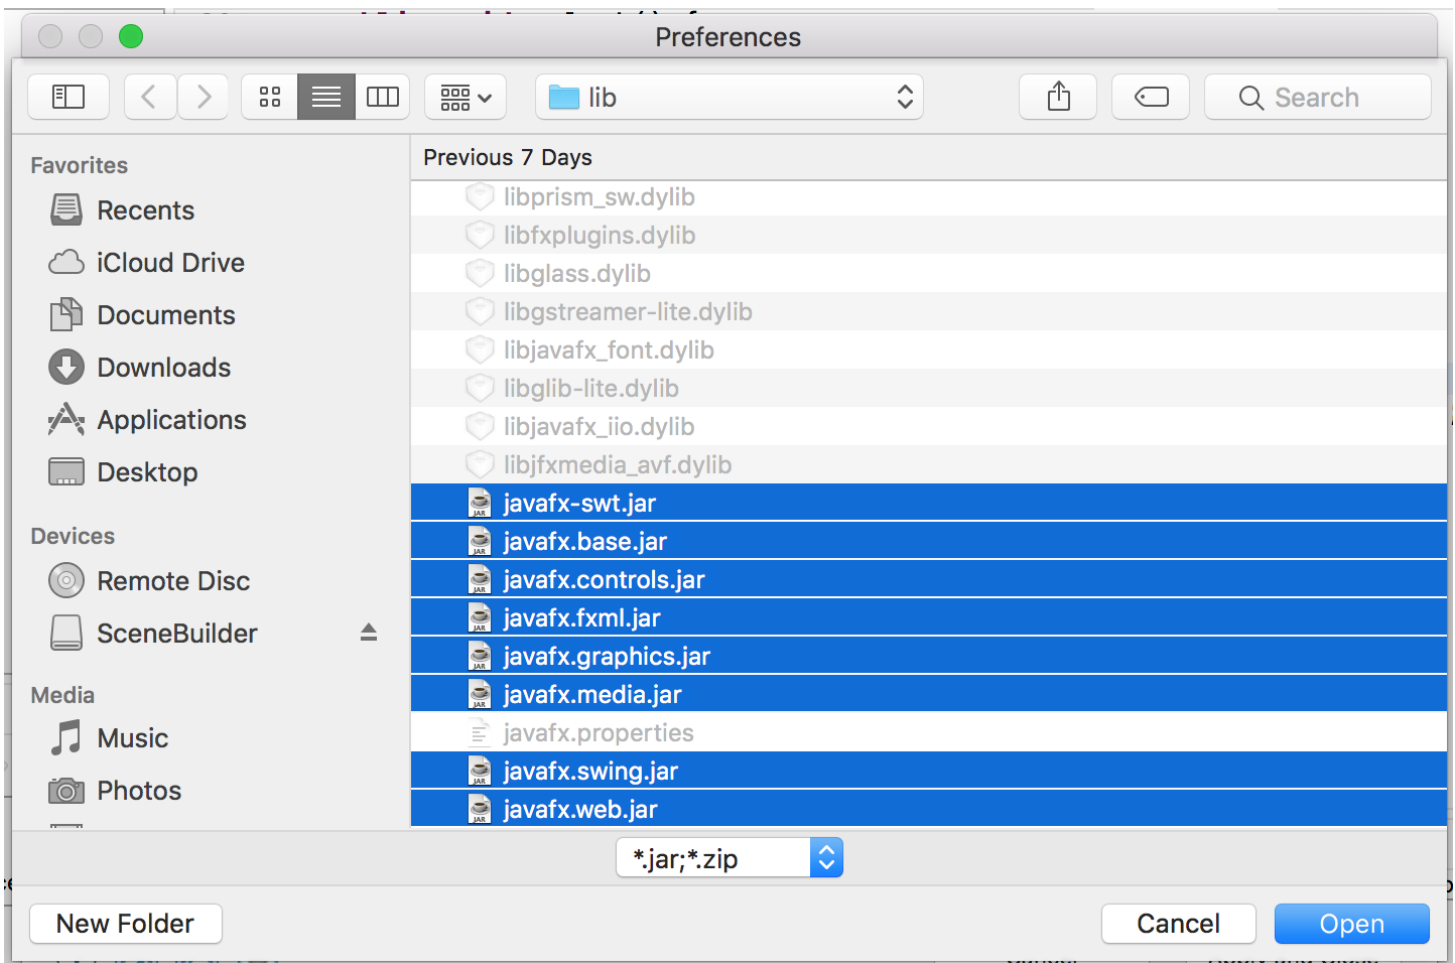 Preferences
lib
Search
Favorites
Recents
iCloud Drive
Documents
Downloads
Applications
Desktop
Devices
Remote Disc
SceneBuilder
Media
Music
Photos
Previous 7 Days
libprism_sw.dylib
libfxplugins.dylib
libglass.dylib
libgstreamer-lite.dylib
libjavafx_font.dylib
libglib-lite.dylib
libjavafx_iio.dylib
libjfxmedia_avf.dylib
javafx-swt.jar
javafx.base.jar
javafx.controls.jar
javafx.fxml.jar
javafx.graphics.jar
javafx.media.jar
javafx.properties
javafx.swing.jar
javafx.web.jar
*.jar;*.zip
New Folder
Cancel
Open